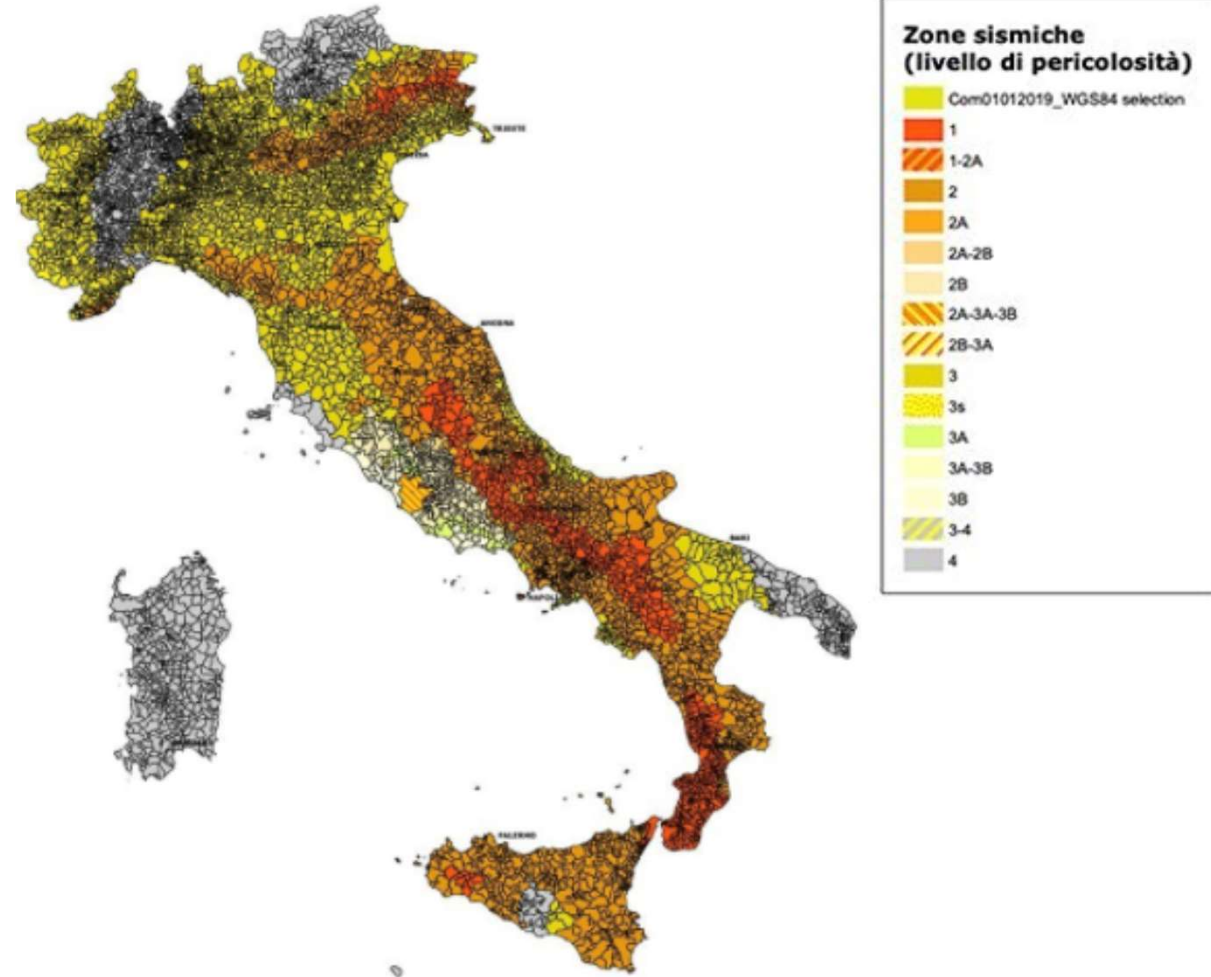 Zone sismiche
(livello di pericolosità)
Com01012019_WGS84 selection
1
1-2A
2
2A
2A-2B
2B
2A-3A-3B
2B-3A
3
3s
3A
3A-3B
3B
3-4
4
TRIESTE
ANCONA
BARI
NAPOLI
PALERMO